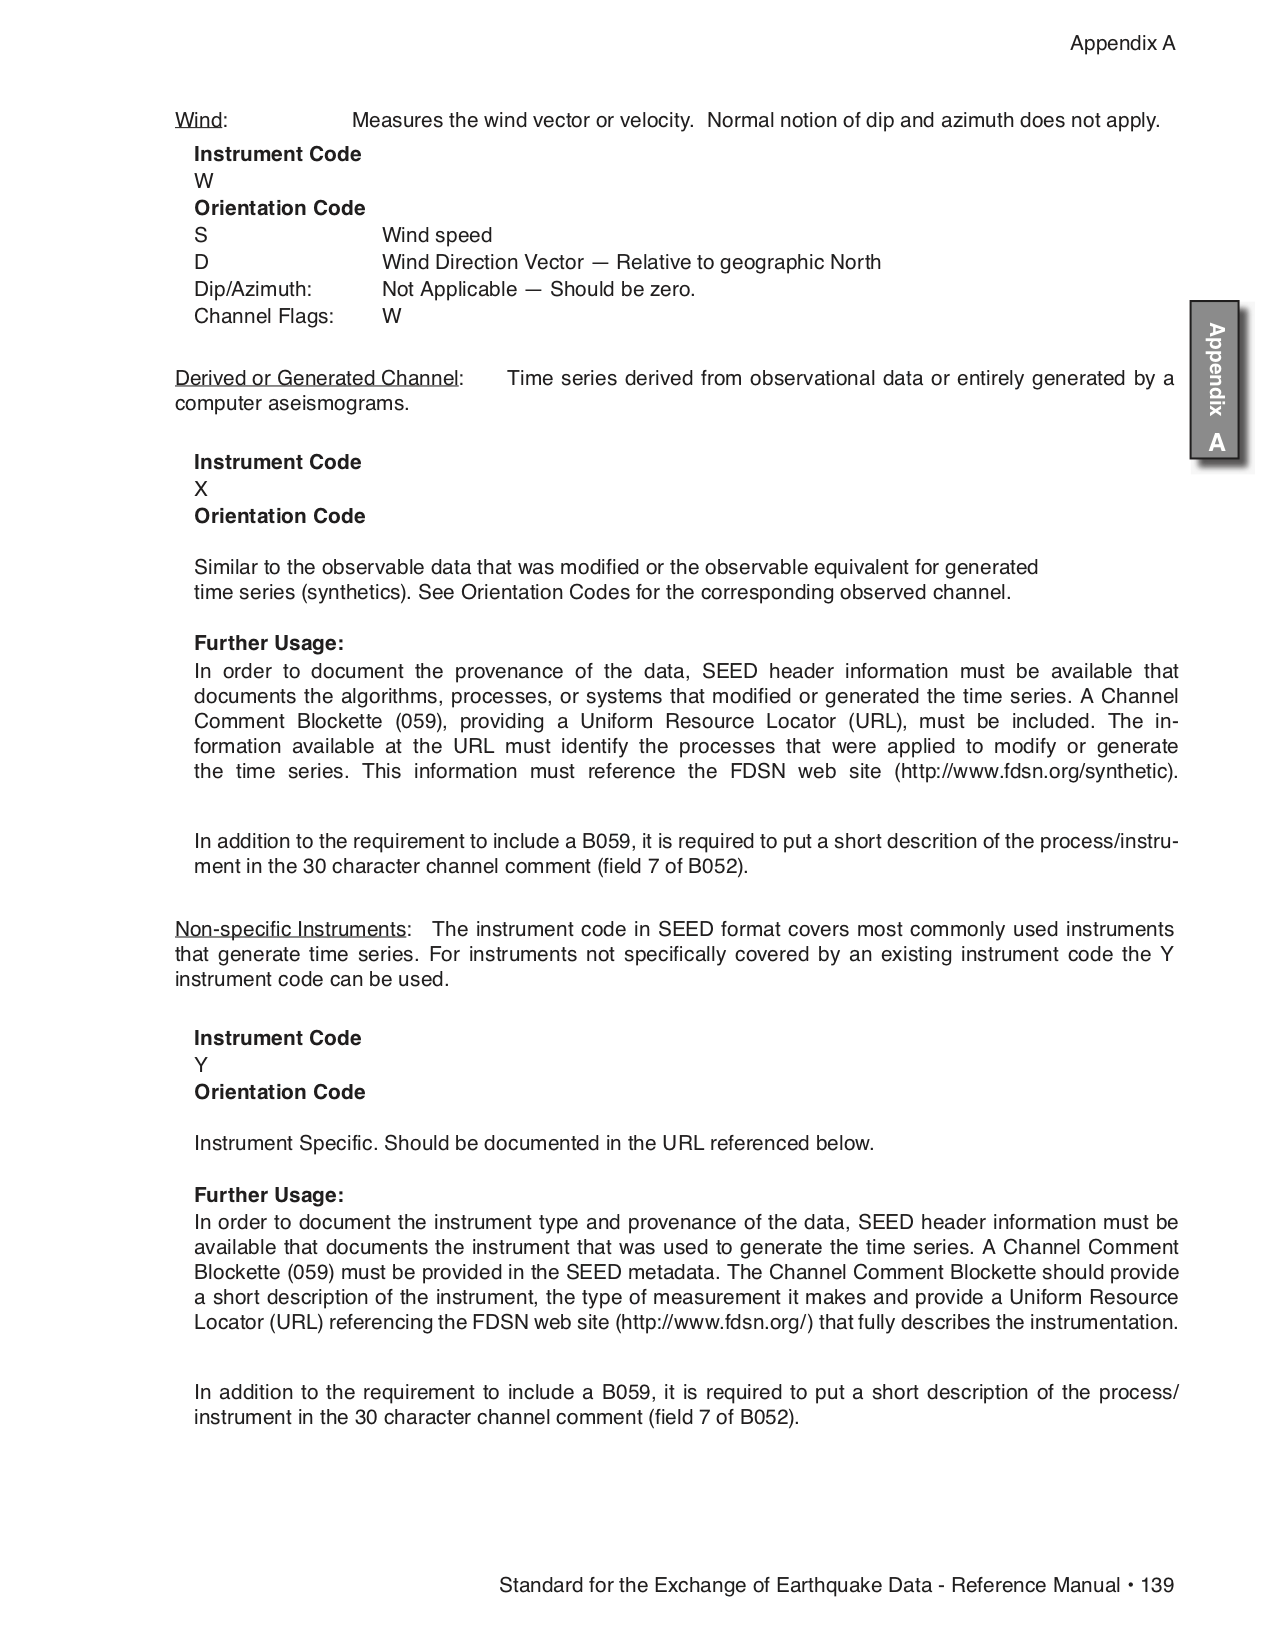 Appendix A
Wind: Measures the wind vector or velocity. Normal notion of dip and azimuth does not apply.
Instrument Code
W
Orientation Code
S Wind speed
D Wind Direction Vector — Relative to geographic North
Dip/Azimuth: Not Applicable — Should be zero.
Channel Flags: W
Appendix A
Derived or Generated Channel: Time series derived from observational data or entirely generated by a
computer aseismograms.
Instrument Code
X
Orientation Code
Similar to the observable data that was modified or the observable equivalent for generated
time series (synthetics). See Orientation Codes for the corresponding observed channel.
Further Usage:
In order to document the provenance of the data, SEED header information must be available that
documents the algorithms, processes, or systems that modified or generated the time series. A Channel
Comment Blockette (059), providing a Uniform Resource Locator (URL), must be included. The in-
formation available at the URL must identify the processes that were applied to modify or generate
the time series. This information must reference the FDSN web site (http://www.fdsn.org/synthetic).
In addition to the requirement to include a B059, it is required to put a short descrition of the process/instru-
ment in the 30 character channel comment (field 7 of B052).
Non-specific Instruments: The instrument code in SEED format covers most commonly used instruments
that generate time series. For instruments not specifically covered by an existing instrument code the Y
instrument code can be used.
Instrument Code
Y
Orientation Code
Instrument Specific. Should be documented in the URL referenced below.
Further Usage:
In order to document the instrument type and provenance of the data, SEED header information must be
available that documents the instrument that was used to generate the time series. A Channel Comment
Blockette (059) must be provided in the SEED metadata. The Channel Comment Blockette should provide
a short description of the instrument, the type of measurement it makes and provide a Uniform Resource
Locator (URL) referencing the FDSN web site (http://www.fdsn.org/) that fully describes the instrumentation.
In addition to the requirement to include a B059, it is required to put a short description of the process/
instrument in the 30 character channel comment (field 7 of B052).
Standard for the Exchange of Earthquake Data - Reference Manual • 139